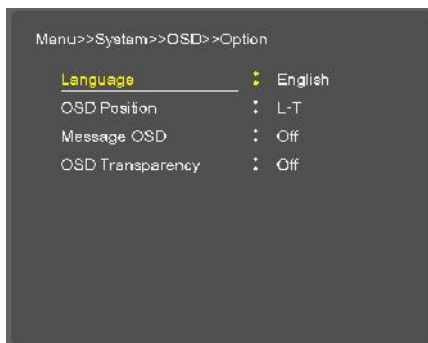 Menu>>System>>OSD>>Option
Language : English
OSD Position : L-T
Message OSD : Off
OSD Transparency : Off